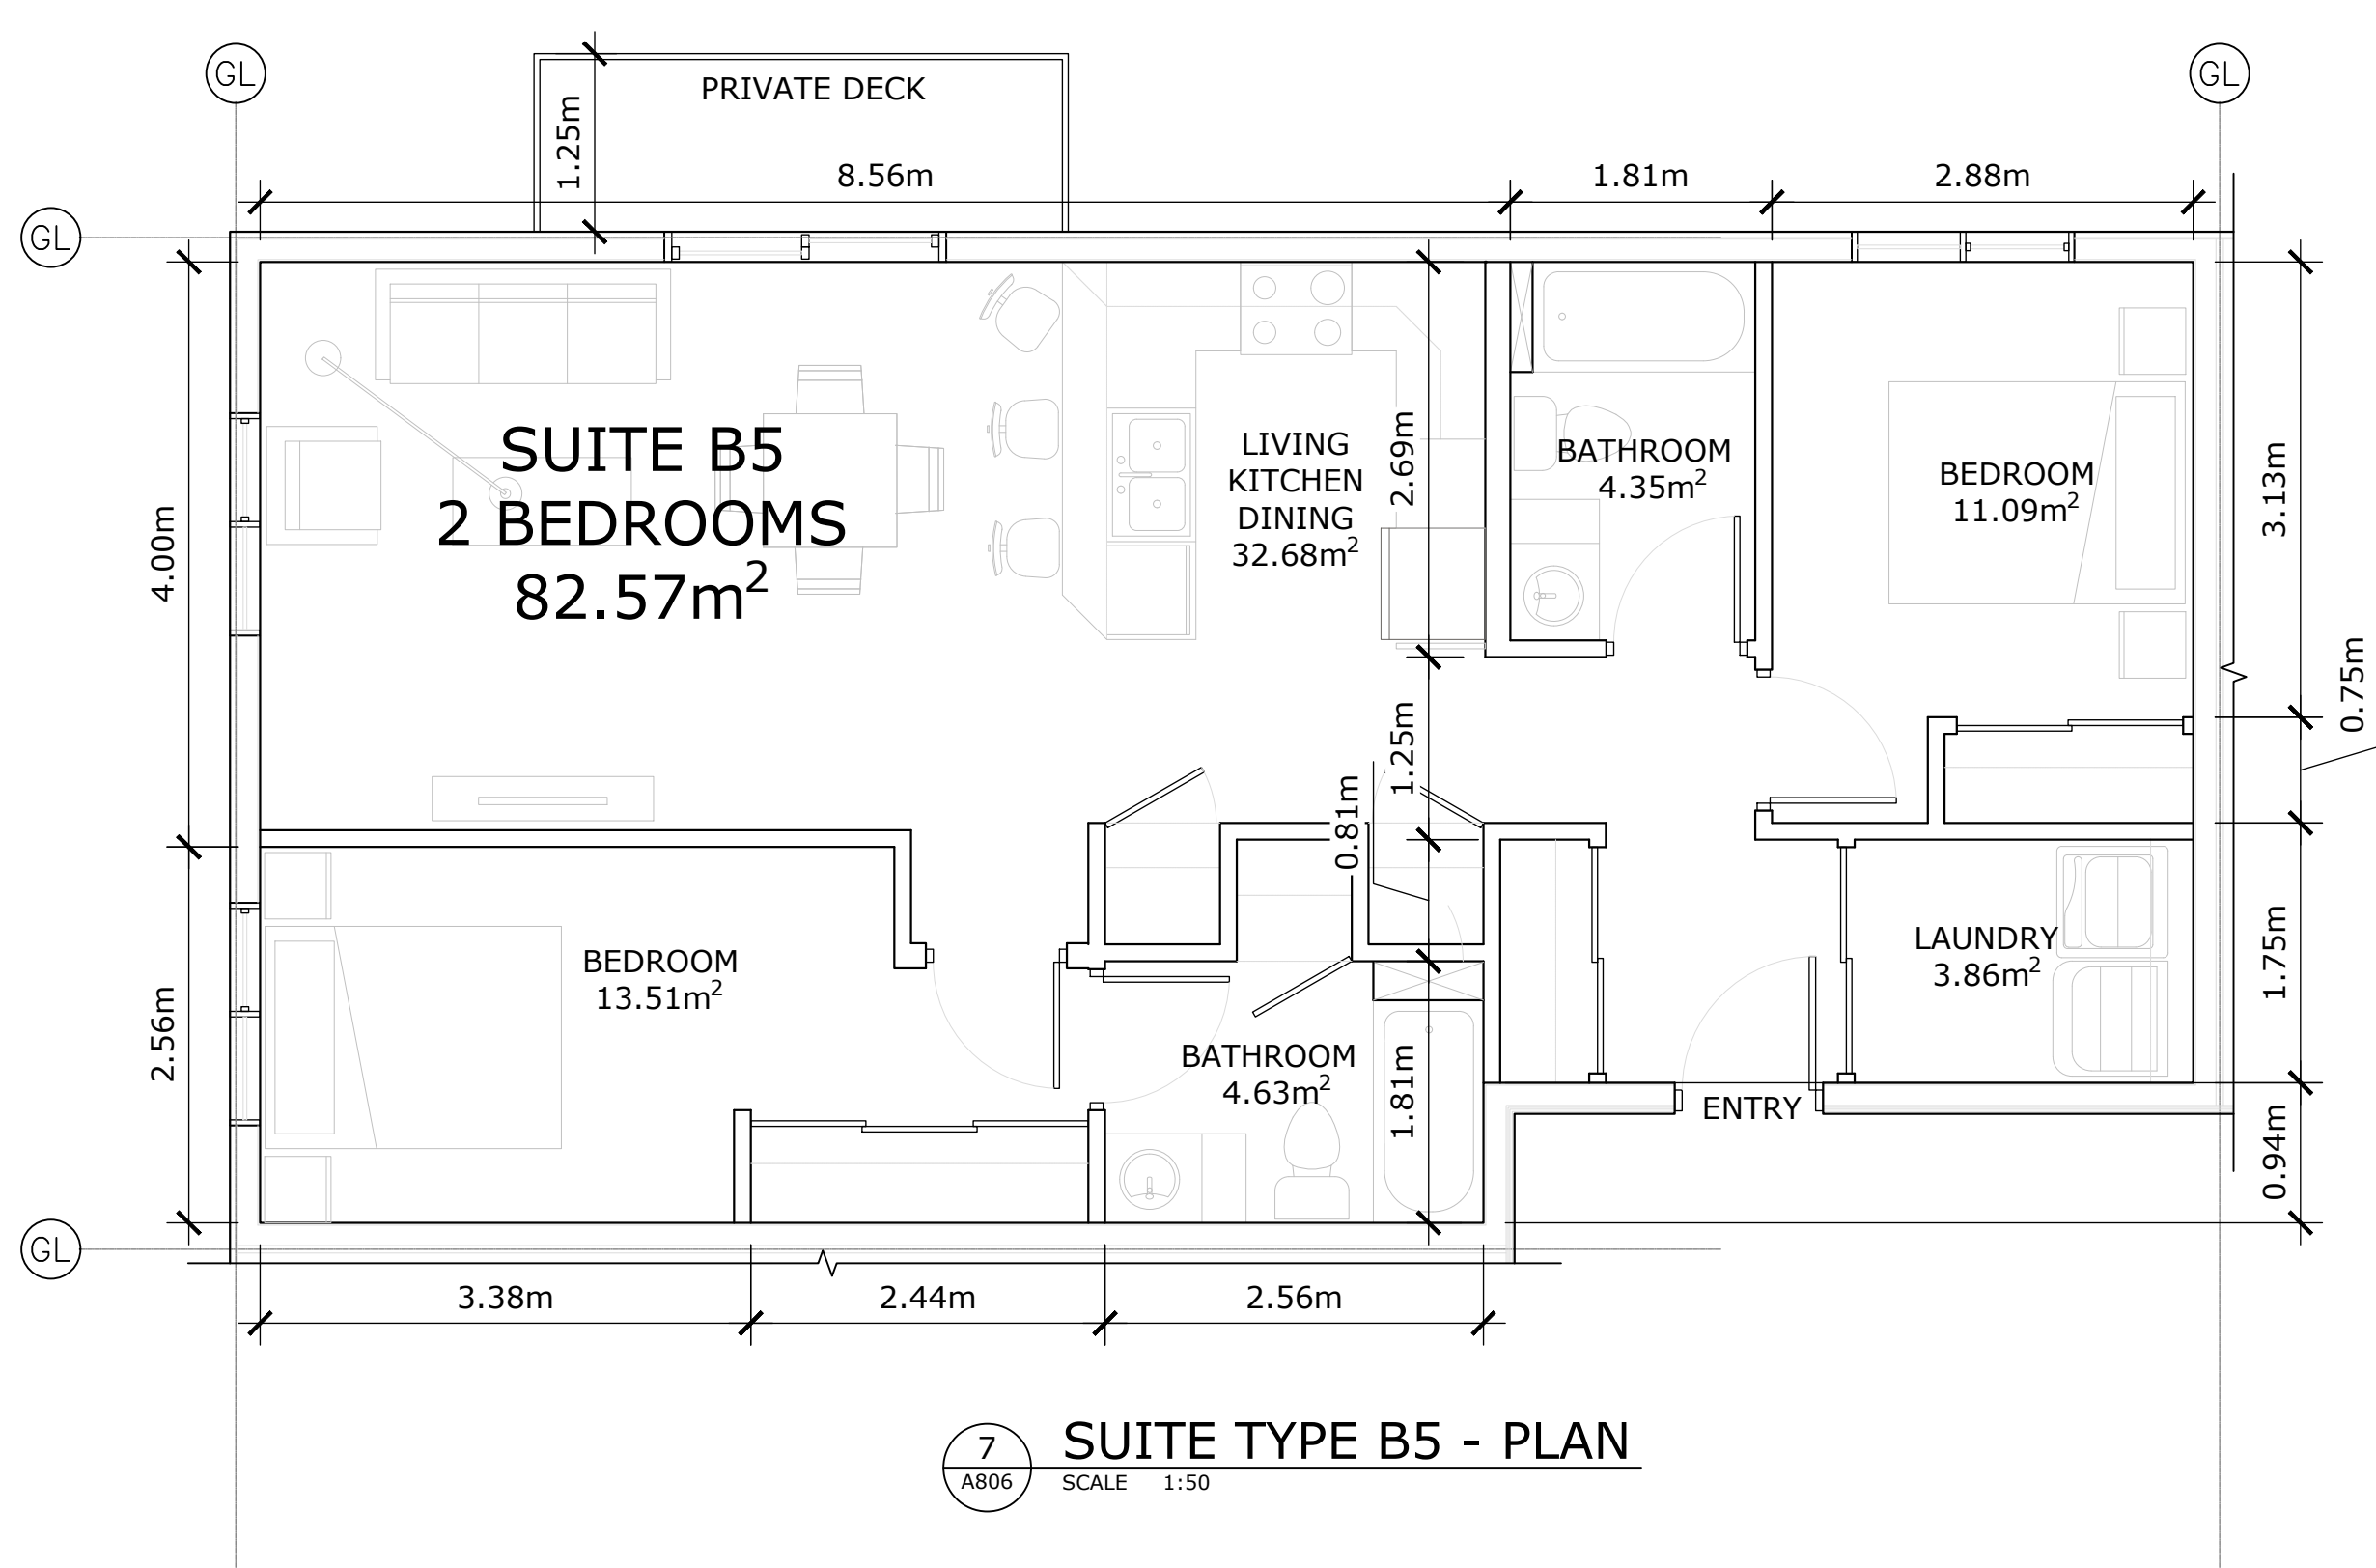 GL
GL
PRIVATE DECK
1.25m
8.56m
1.81m
2.88m
GL
SUITE B5
2 BEDROOMS
82.57m²
4.00m
LIVING
KITCHEN
DINING
32.68m²
2.69m
BATHROOM
4.35m²
BEDROOM
11.09m²
3.13m
0.75m
1.25m
0.81m
BEDROOM
13.51m²
2.56m
BATHROOM
4.63m²
1.81m
LAUNDRY
3.86m²
1.75m
ENTRY
0.94m
GL
3.38m
2.44m
2.56m
7
A806
SUITE TYPE B5 - PLAN
SCALE 1:50